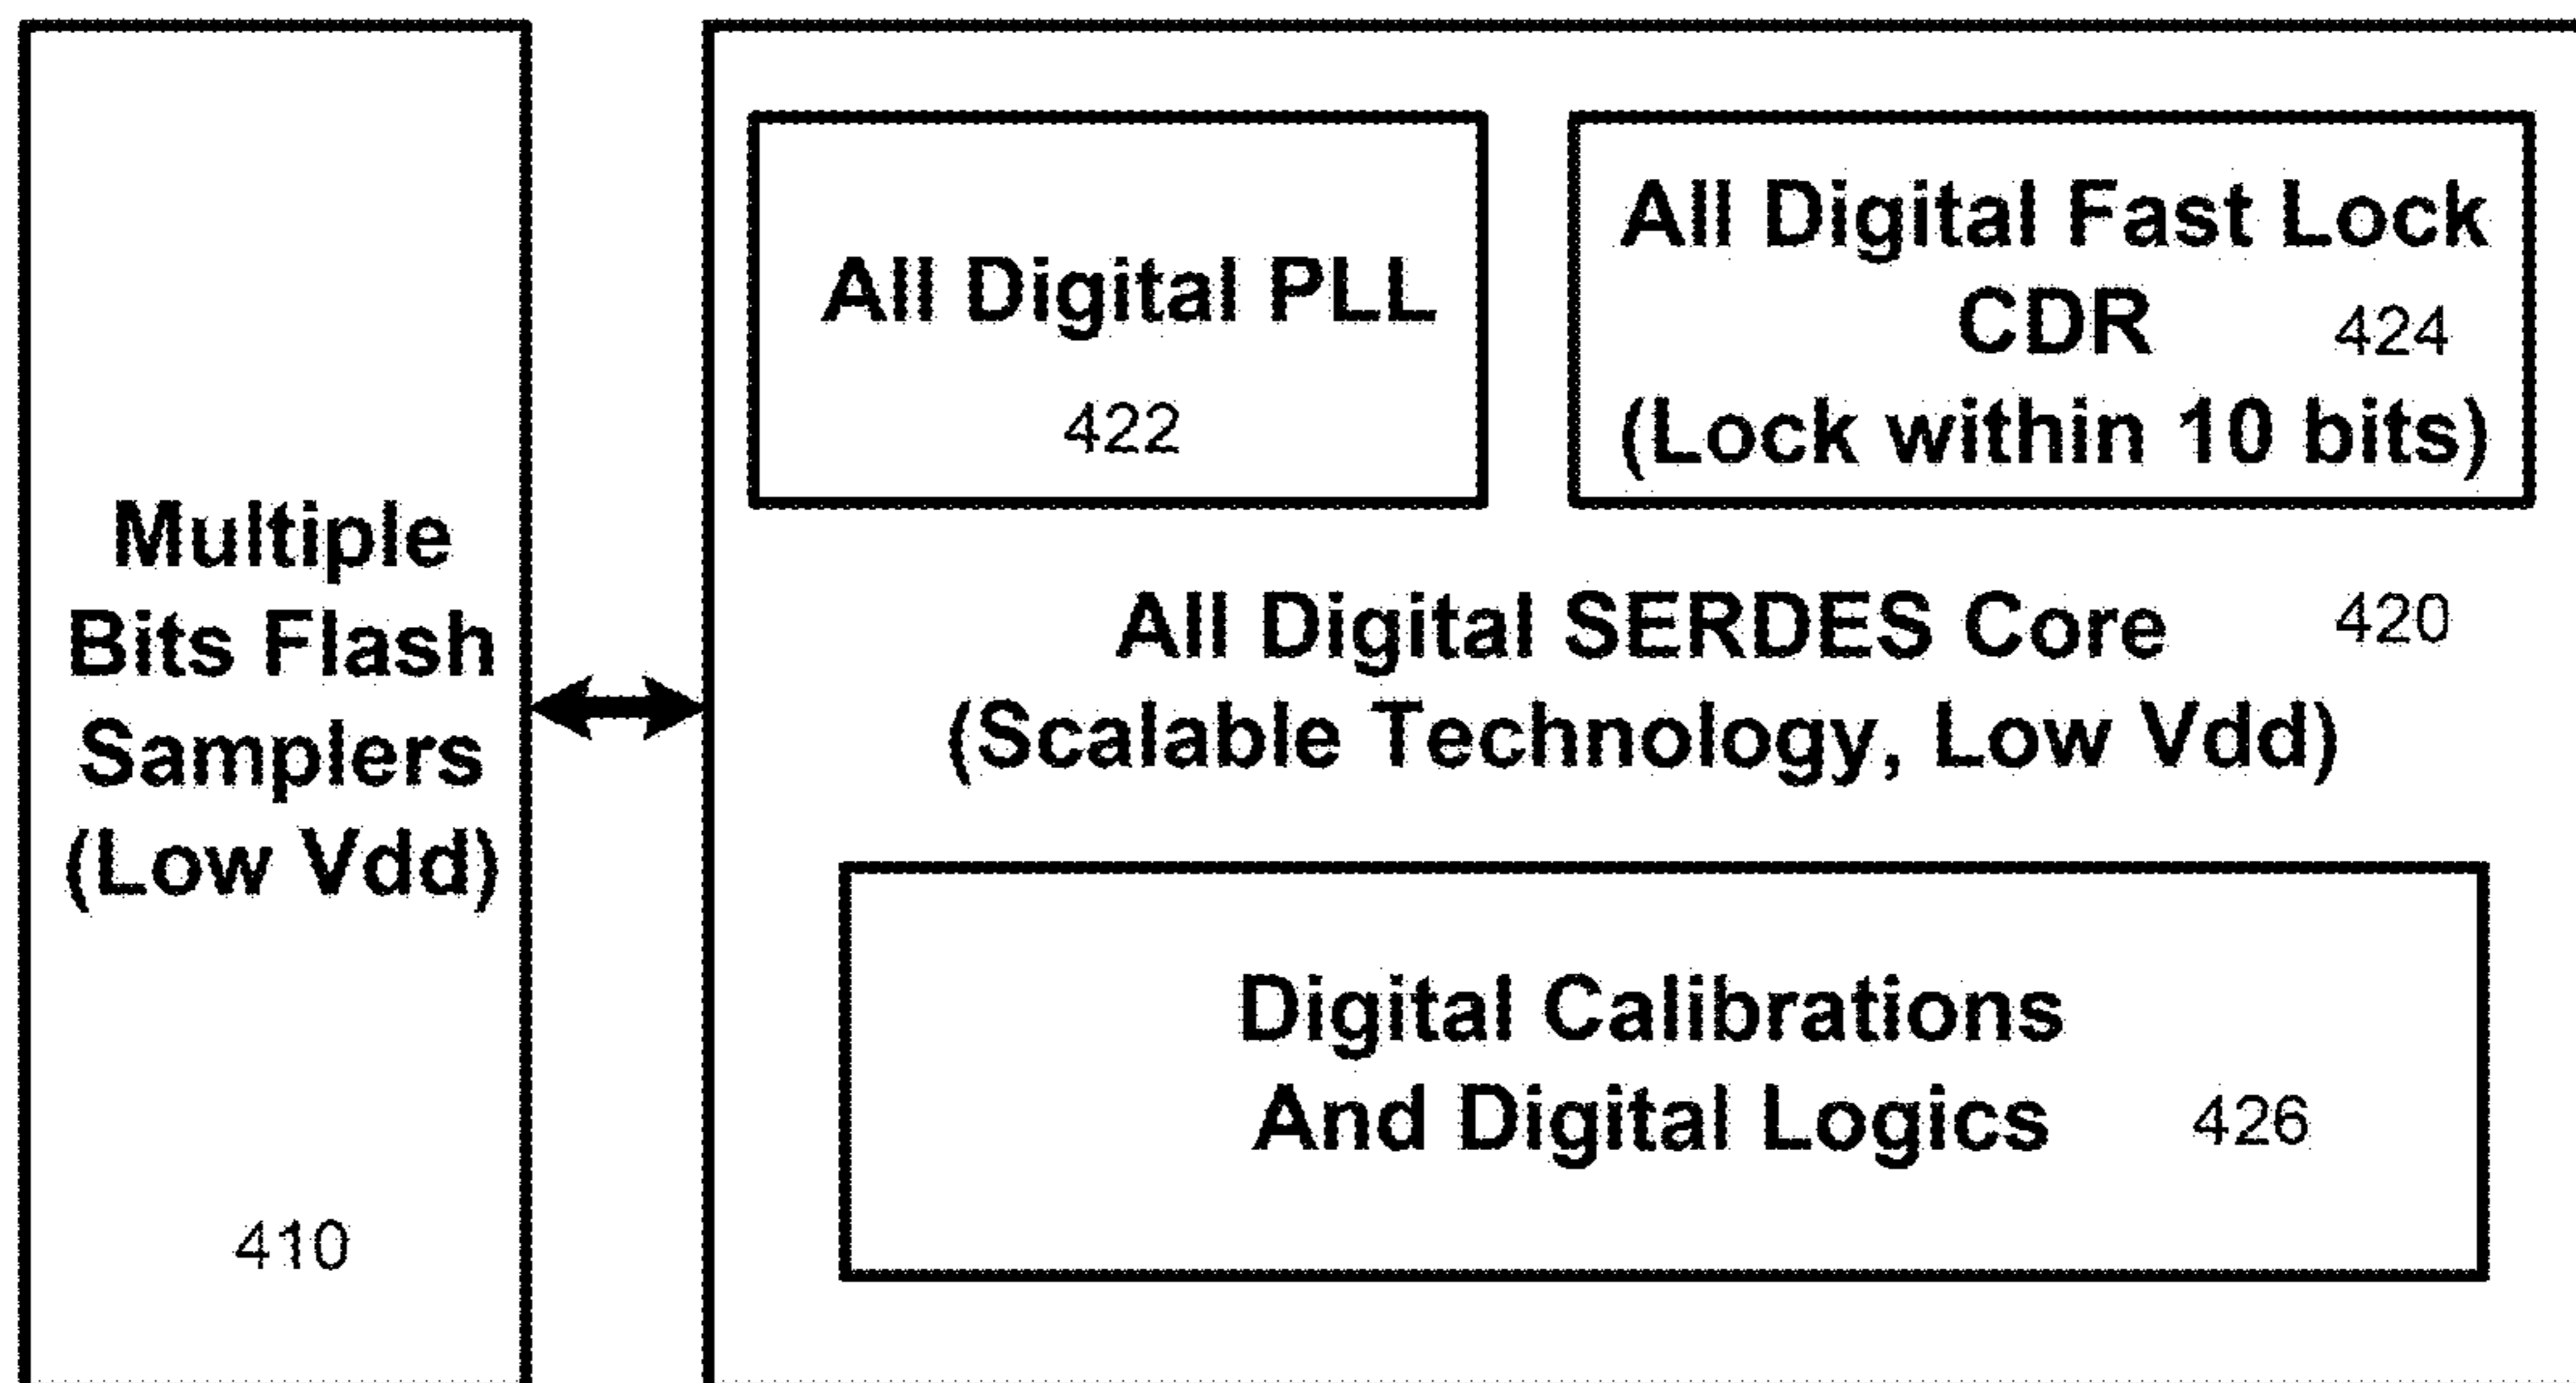 Multiple
Bits Flash
Samplers
(Low Vdd)
410
All Digital PLL
422
All Digital Fast Lock
CDR 424
(Lock within 10 bits)
All Digital SERDES Core 420
(Scalable Technology, Low Vdd)
Digital Calibrations
And Digital Logics 426